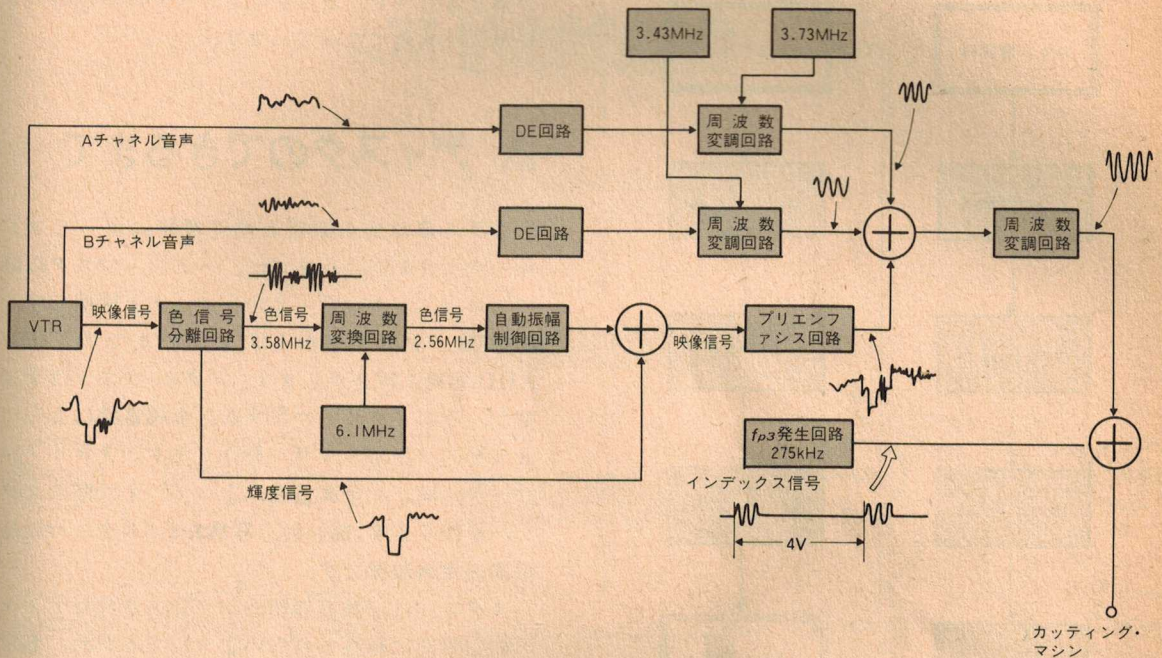 3.43MHz
3.73MHz
Aチャネル音声
DE回路
周波数
変調回路
Bチャネル音声
DE回路
周波数
変調回路
周波数
変調回路
VTR
映像信号
色信号
分離回路
色信号
3.58MHz
周波数
変換回路
色信号
2.56MHz
自動振幅
制御回路
映像信号
プリエンフ
ァシス回路
6.1MHz
輝度信号
fp3発生回路
275kHz
インデックス信号
4V
カッティング・
マシン